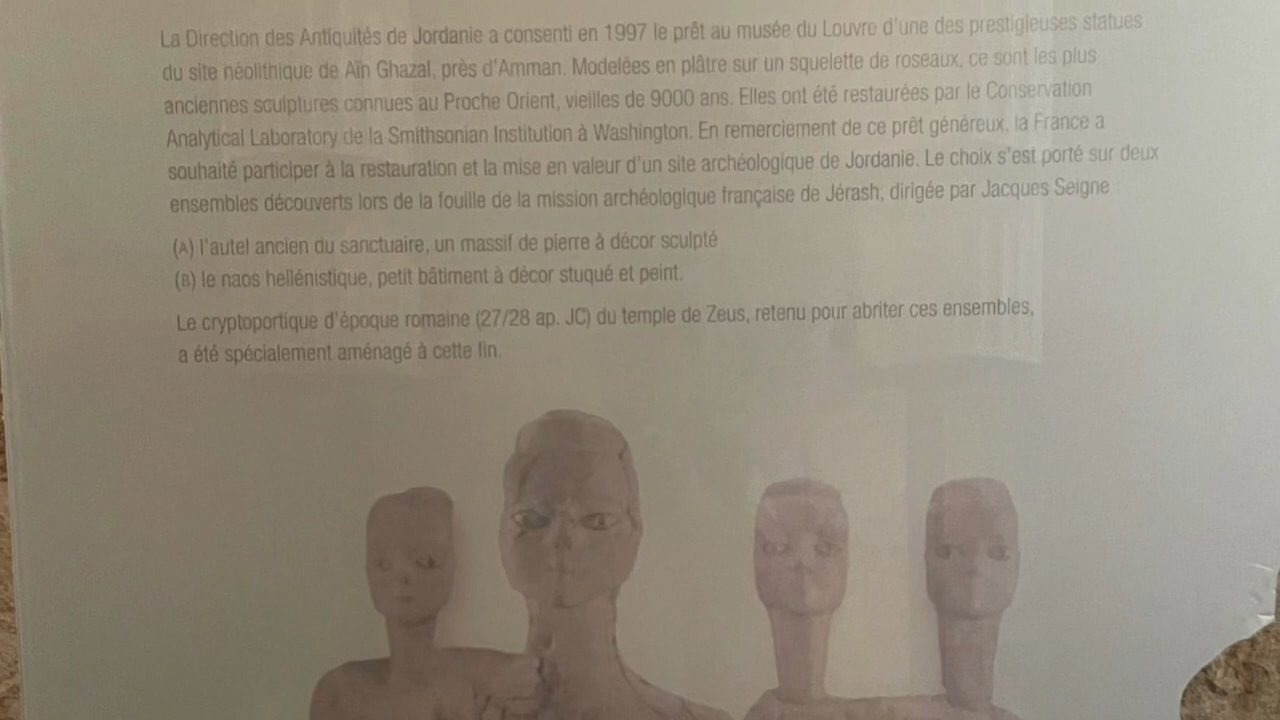 La Direction des Antiquités de Jordanie a consenti en 1997 le prêt au musée du Louvre d'une des prestigieuses statues
du site néolithique de Aïn Ghazal, près d'Amman. Modelées en plâtre sur un squelette de roseaux, ce sont les plus
anciennes sculptures connues au Proche Orient, vieilles de 9000 ans. Elles ont été restaurées par le Conservation
Analytical Laboratory de la Smithsonian Institution à Washington. En remerciement de ce prêt généreux, la France a
souhaité participer à la restauration et la mise en valeur d'un site archéologique de Jordanie. Le choix s'est porté sur deux
ensembles découverts lors de la fouille de la mission archéologique française de Jérash, dirigée par Jacques Seigne :
(A) l'autel ancien du sanctuaire, un massif de pierre à décor sculpté
(B) le naos hellénistique, petit bâtiment à décor stuqué et peint.
Le cryptoportique d'époque romaine (27/28 ap. JC) du temple de Zeus, retenu pour abriter ces ensembles,
a été spécialement aménagé à cette fin.